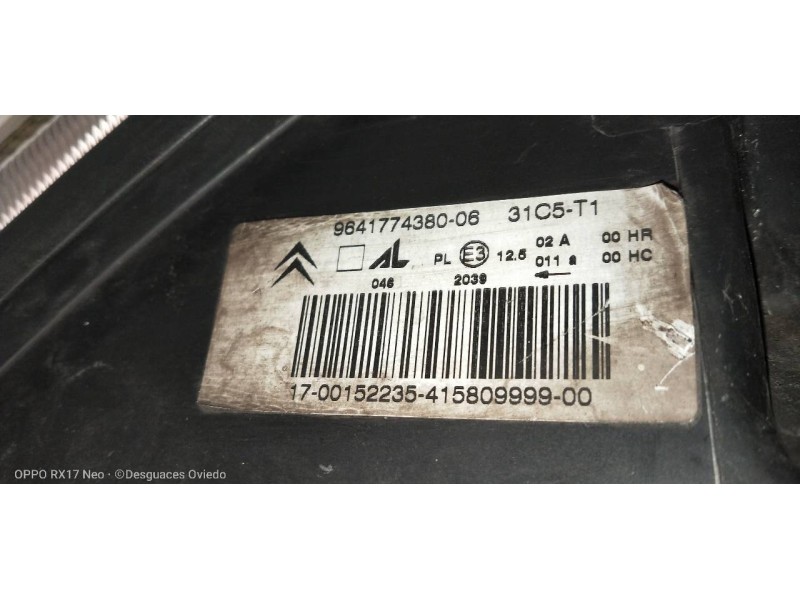 9641774380-06 31C5-T1
AL PL E3 12.5 02 A 00 HR
011 a 00 HC
046 2039
17-00152235-415809999-00
OPPO RX17 Neo · ©Desguaces Oviedo